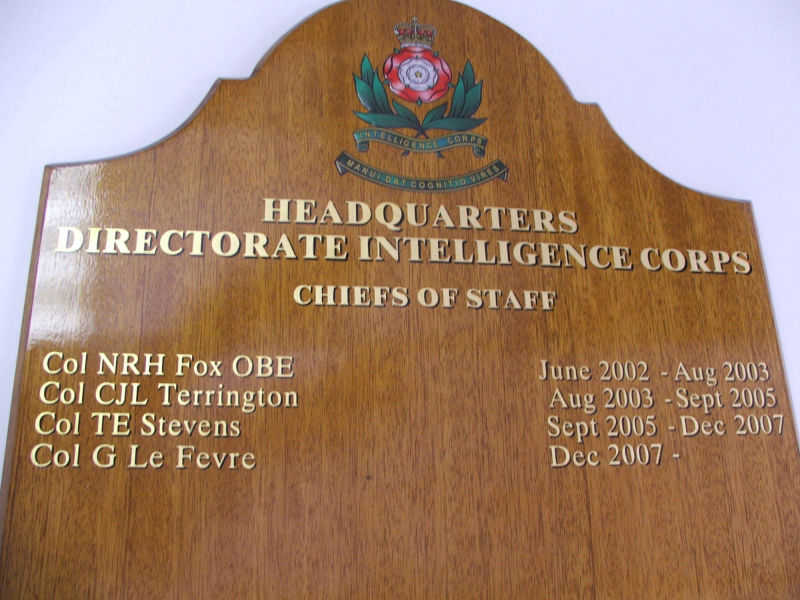 INTELLIGENCE CORPS
MANUI DAT COGNITIO VIRES
HEADQUARTERS
DIRECTORATE INTELLIGENCE CORPS
CHIEFS OF STAFF
Col NRH Fox OBE June 2002 - Aug 2003
Col CJL Terrington Aug 2003 - Sept 2005
Col TE Stevens Sept 2005 - Dec 2007
Col G Le Fevre Dec 2007 -